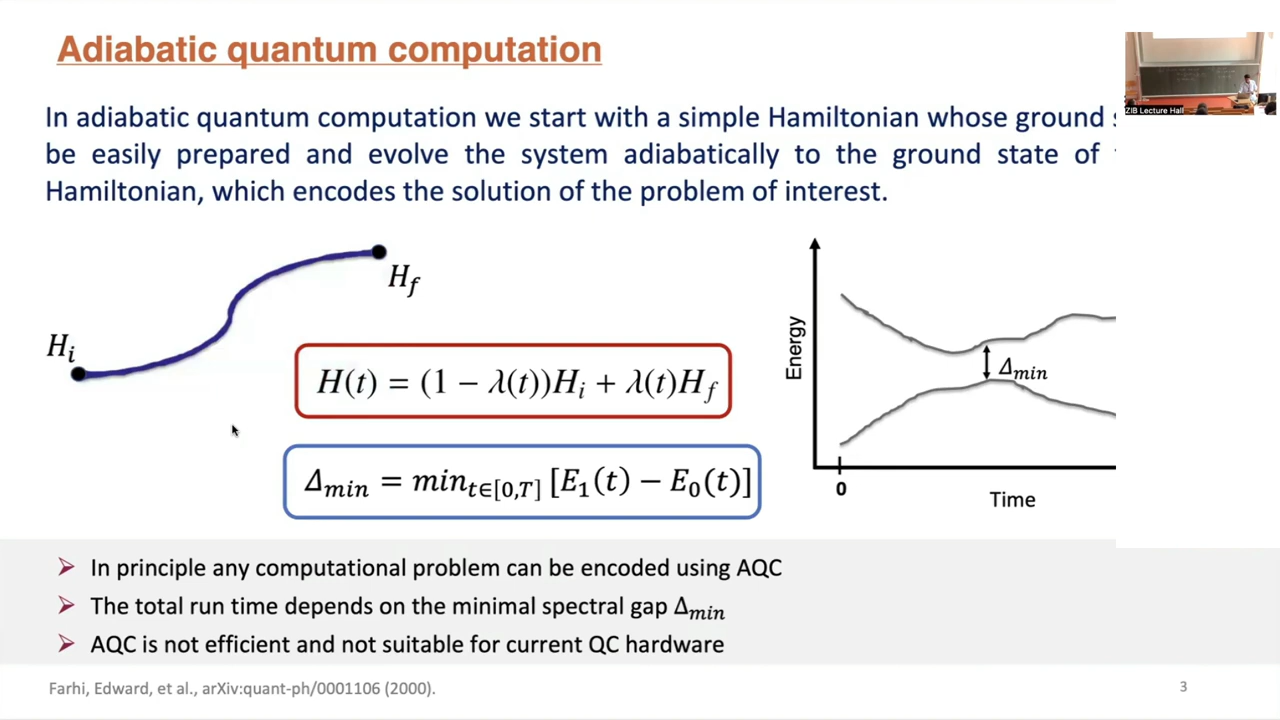 Adiabatic quantum computation
In adiabatic quantum computation we start with a simple Hamiltonian whose ground
be easily prepared and evolve the system adiabatically to the ground state of
Hamiltonian, which encodes the solution of the problem of interest.
H_f
H_i
H(t) = (1 − λ(t))H_i + λ(t)H_f
Δ_min = min_{t∈[0,T]} [E_1(t) − E_0(t)]
Energy
Δ_min
0
Time
➢ In principle any computational problem can be encoded using AQC
➢ The total run time depends on the minimal spectral gap Δ_min
➢ AQC is not efficient and not suitable for current QC hardware
Farhi, Edward, et al., arXiv:quant-ph/0001106 (2000).
3
ZIB Lecture Hall